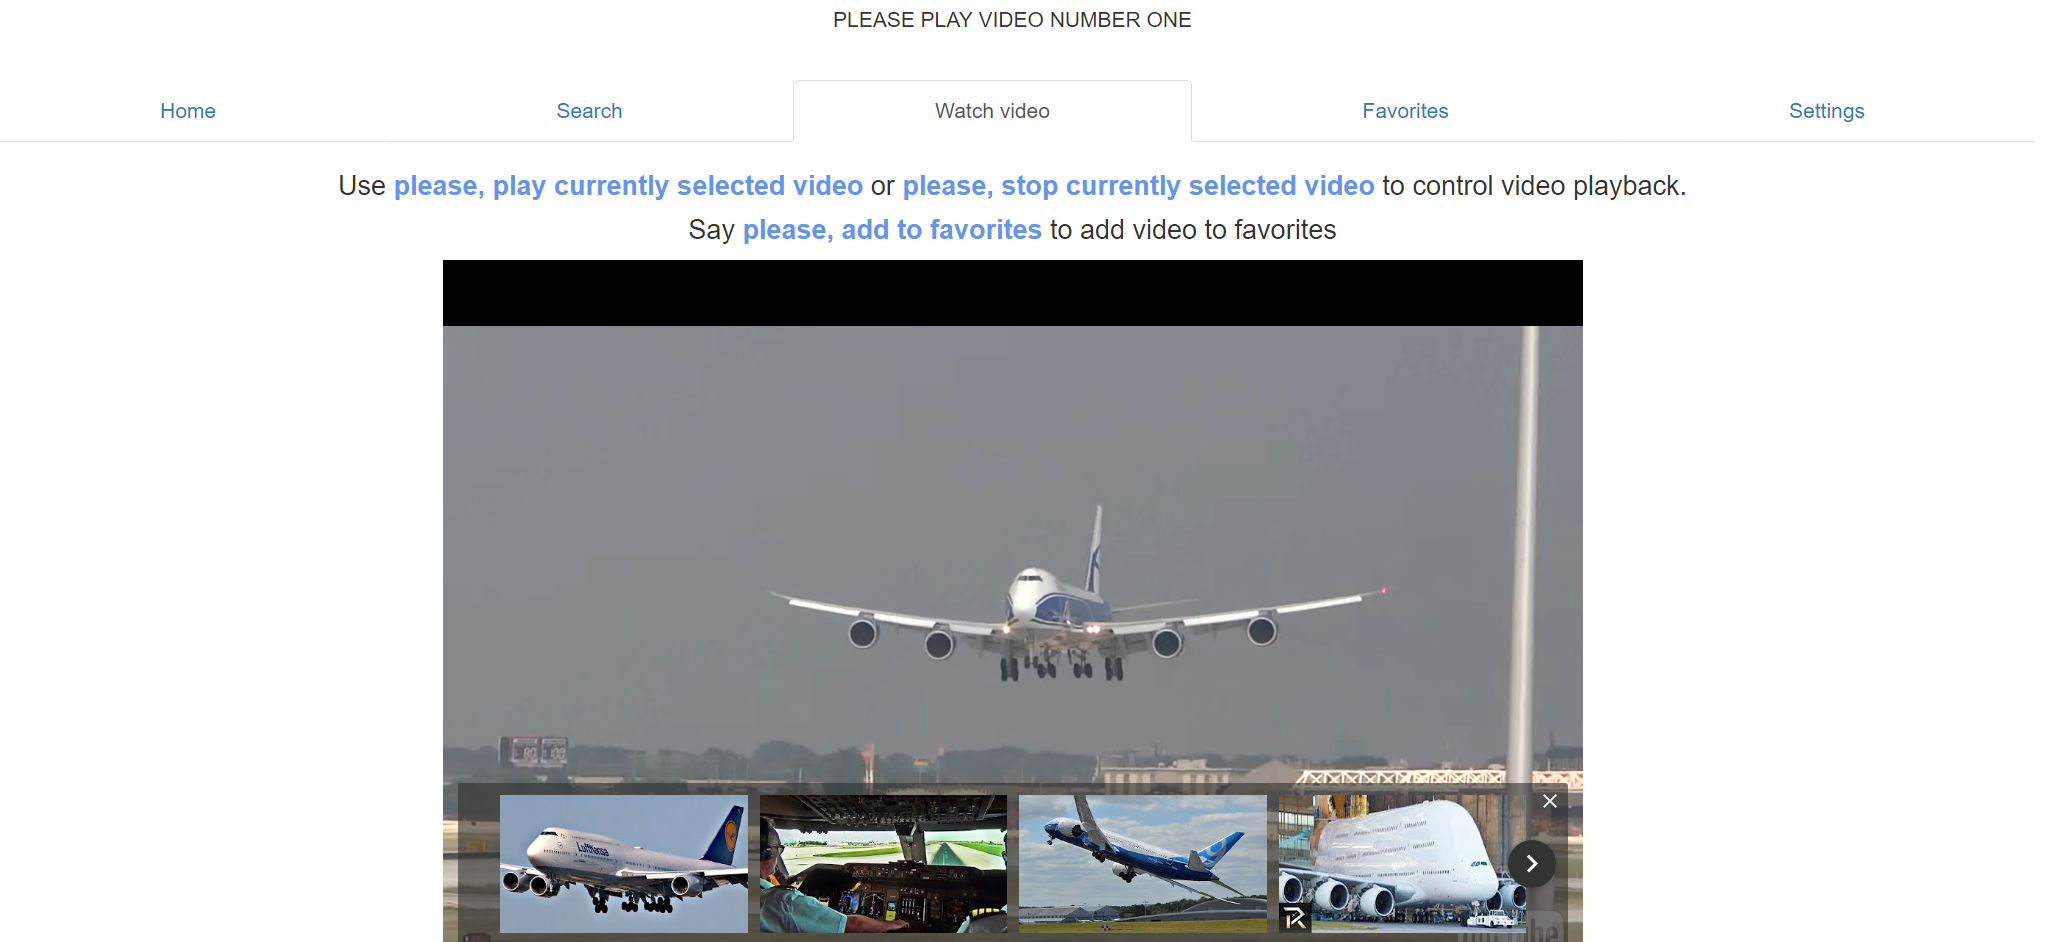 PLEASE PLAY VIDEO NUMBER ONE
Home
Search
Watch video
Favorites
Settings
Use please, play currently selected video or please, stop currently selected video to control video playback.
Say please, add to favorites to add video to favorites
80 100
Lufthansa